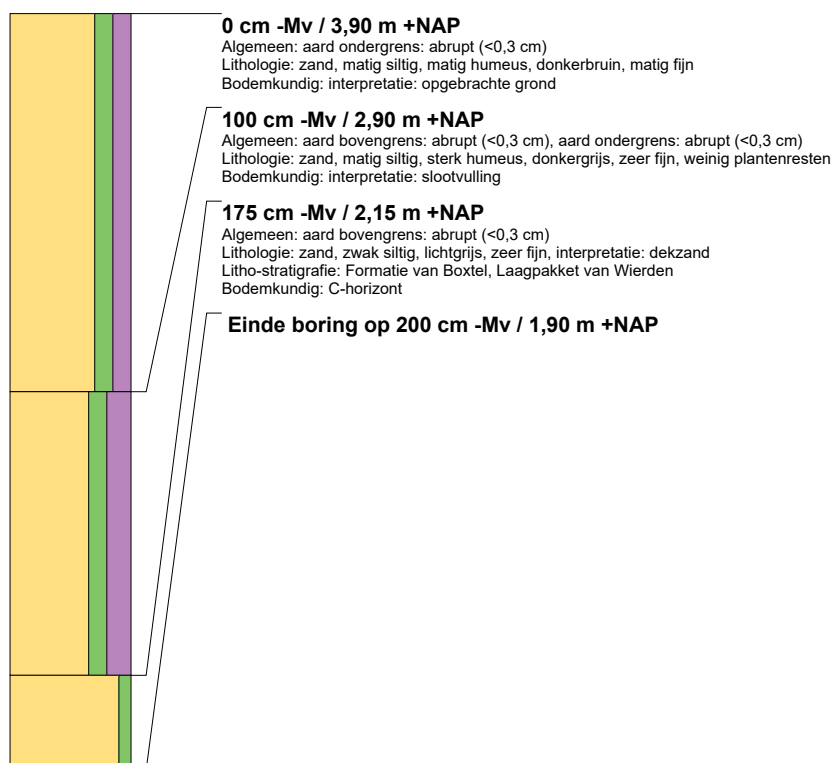 0 cm -Mv / 3,90 m +NAP
Algemeen: aard ondergrens: abrupt (<0,3 cm)
Lithologie: zand, matig siltig, matig humeus, donkerbruin, matig fijn
Bodemkundig: interpretatie: opgebrachte grond
100 cm -Mv / 2,90 m +NAP
Algemeen: aard bovengrens: abrupt (<0,3 cm), aard ondergrens: abrupt (<0,3 cm)
Lithologie: zand, matig siltig, sterk humeus, donkergrijs, zeer fijn, weinig plantenresten
Bodemkundig: interpretatie: slootvulling
175 cm -Mv / 2,15 m +NAP
Algemeen: aard bovengrens: abrupt (<0,3 cm)
Lithologie: zand, zwak siltig, lichtgrijs, zeer fijn, interpretatie: dekzand
Litho-stratigrafie: Formatie van Boxtel, Laagpakket van Wierden
Bodemkundig: C-horizont
Einde boring op 200 cm -Mv / 1,90 m +NAP